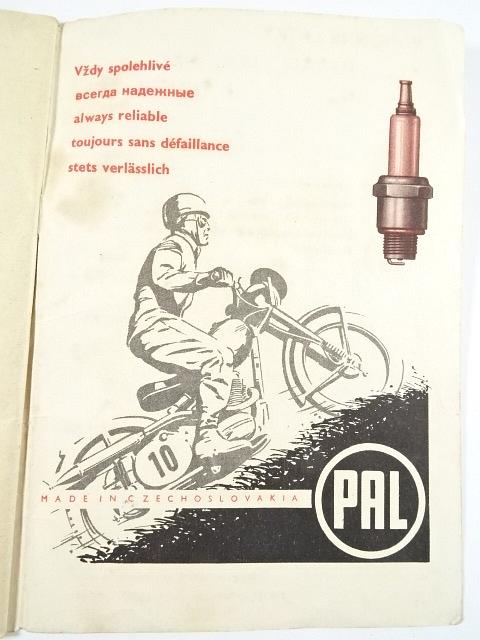 Vždy spolehlivé
всегда надежные
always reliable
toujours sans défaillance
stets verlässlich
10
MADE IN CZECHOSLOVAKIA
PAL